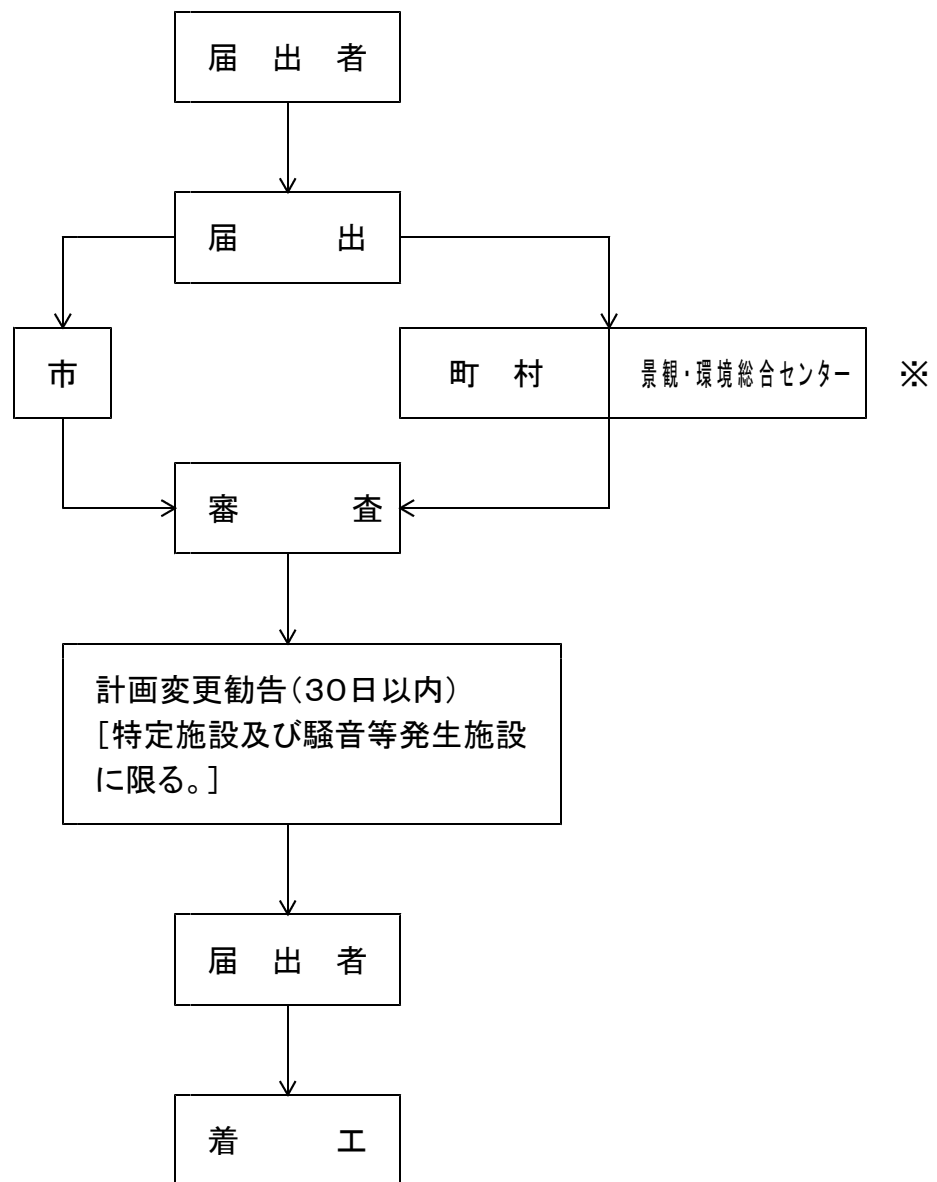 届　出　者
届　　　出
市
町　村
景観・環境総合センター
※
審　　　査
計画変更勧告（30日以内）
［特定施設及び騒音等発生施設
に限る。］
届　出　者
着　　　工